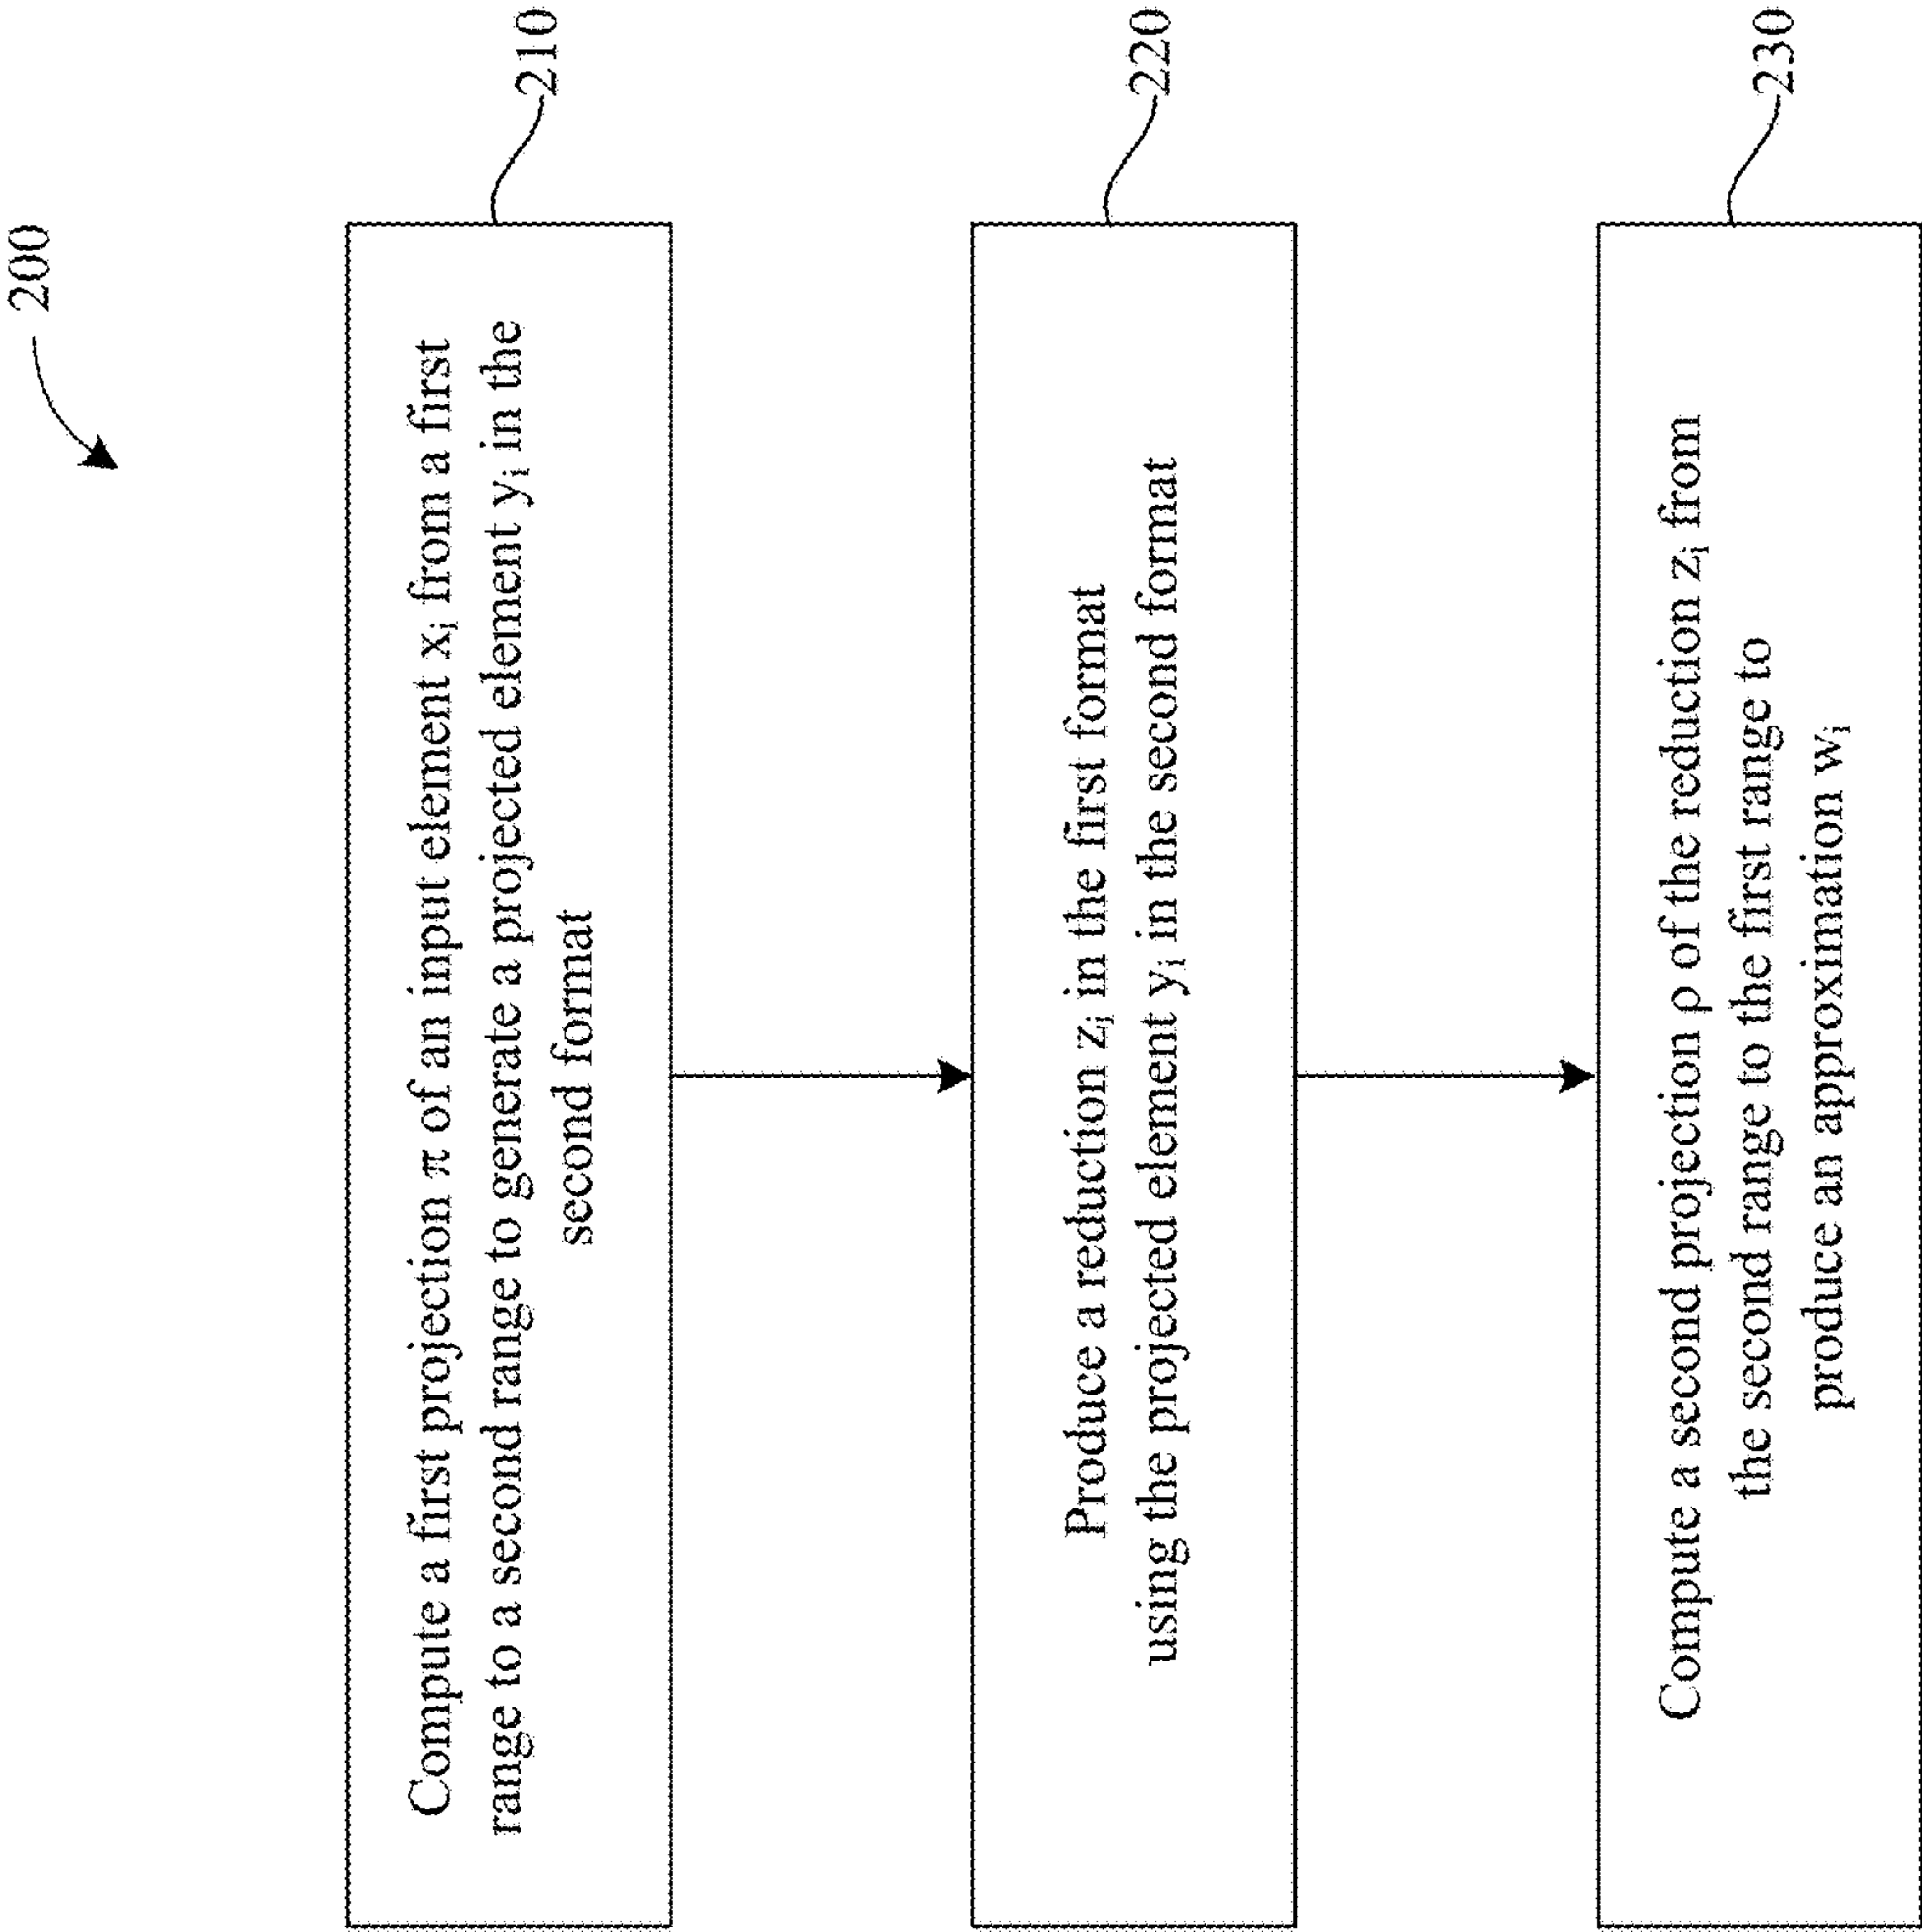 200
Compute a first projection π of an input element xᵢ from a first
range to a second range to generate a projected element yᵢ in the
second format
210
Produce a reduction zᵢ in the first format
using the projected element yᵢ in the second format
220
Compute a second projection ρ of the reduction zᵢ from
the second range to the first range to
produce an approximation wᵢ
230